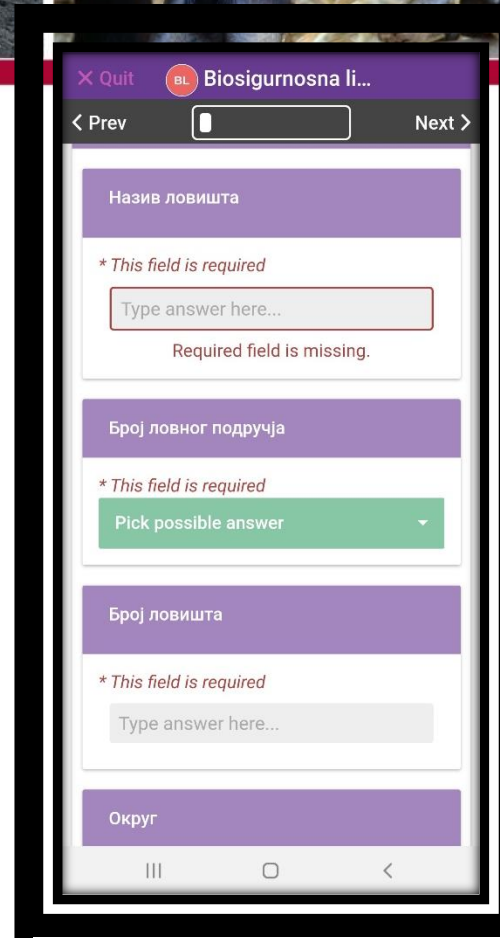 × Quit BL Biosigurnosna li...
< Prev Next >
Назив ловишта
* This field is required
Type answer here...
Required field is missing.
Број ловног подручја
* This field is required
Pick possible answer
Број ловишта
* This field is required
Type answer here...
Округ